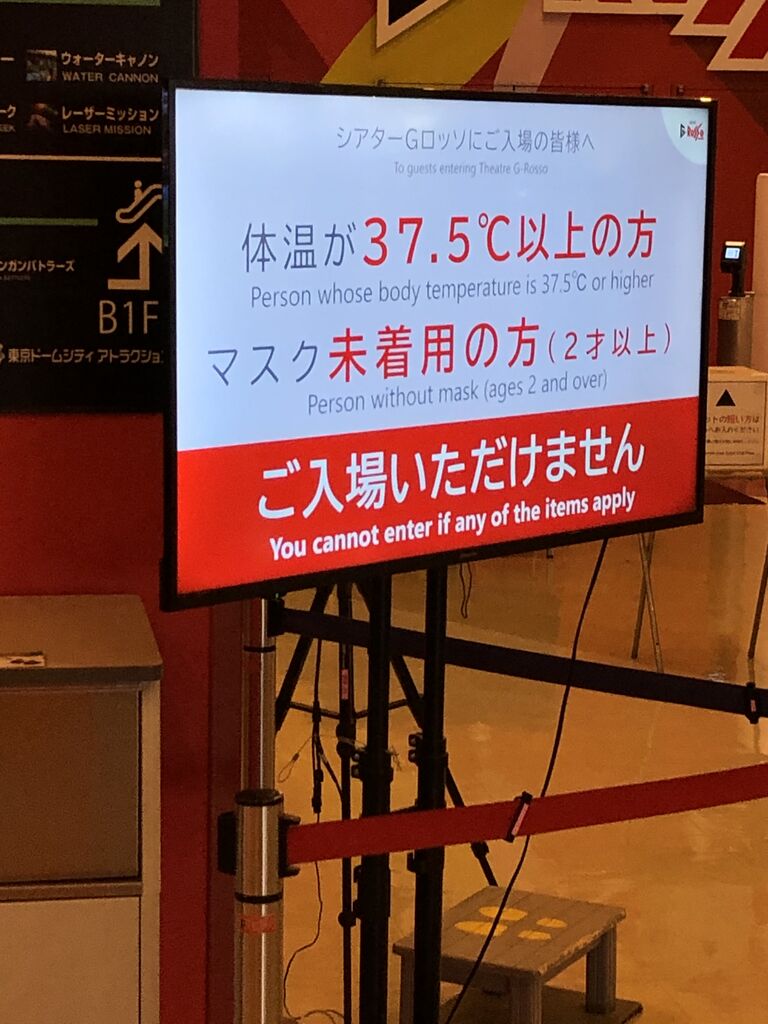 ウォーターキャノン
WATER CANNON
レーザーミッション
LASER MISSION
B1F
東京ドームシティ アトラクショ
シアターGロッソにご入場の皆様へ
To guests entering Theatre G-Rosso
G Rosso
体温が37.5℃以上の方
Person whose body temperature is 37.5℃ or higher
マスク未着用の方(2才以上)
Person without mask (ages 2 and over)
ご入場いただけません
You cannot enter if any of the items apply